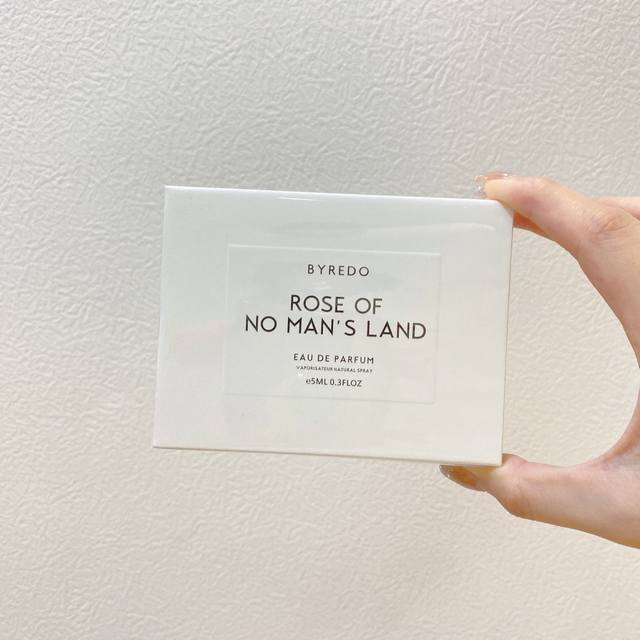 BYREDO
ROSE OF
NO MAN'S LAND
EAU DE PARFUM
VAPORISATEUR NATURAL SPRAY
e5ML 0.3FLOZ